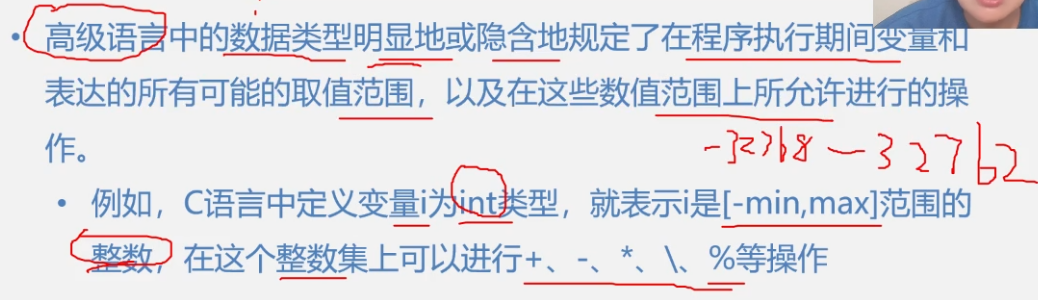 • 高级语言中的数据类型明显地或隐含地规定了在程序执行期间变量和
表达的所有可能的取值范围，以及在这些数值范围上所允许进行的操
作。
-32768—32762
• 例如，C语言中定义变量i为int类型，就表示i是[-min,max]范围的
整数，在这个整数集上可以进行+、-、*、\、%等操作